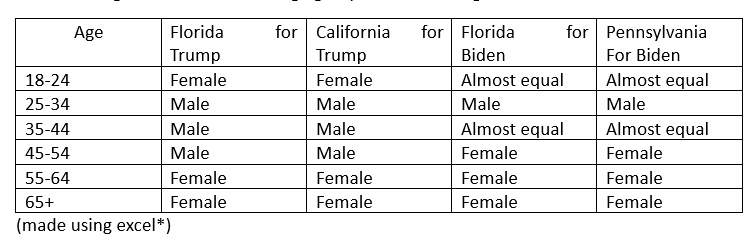 Age Florida for Trump California for Trump Florida for Biden Pennsylvania For Biden
18-24 Female Female Almost equal Almost equal
25-34 Male Male Male Male
35-44 Male Male Almost equal Almost equal
45-54 Male Male Female Female
55-64 Female Female Female Female
65+ Female Female Female Female
(made using excel*)